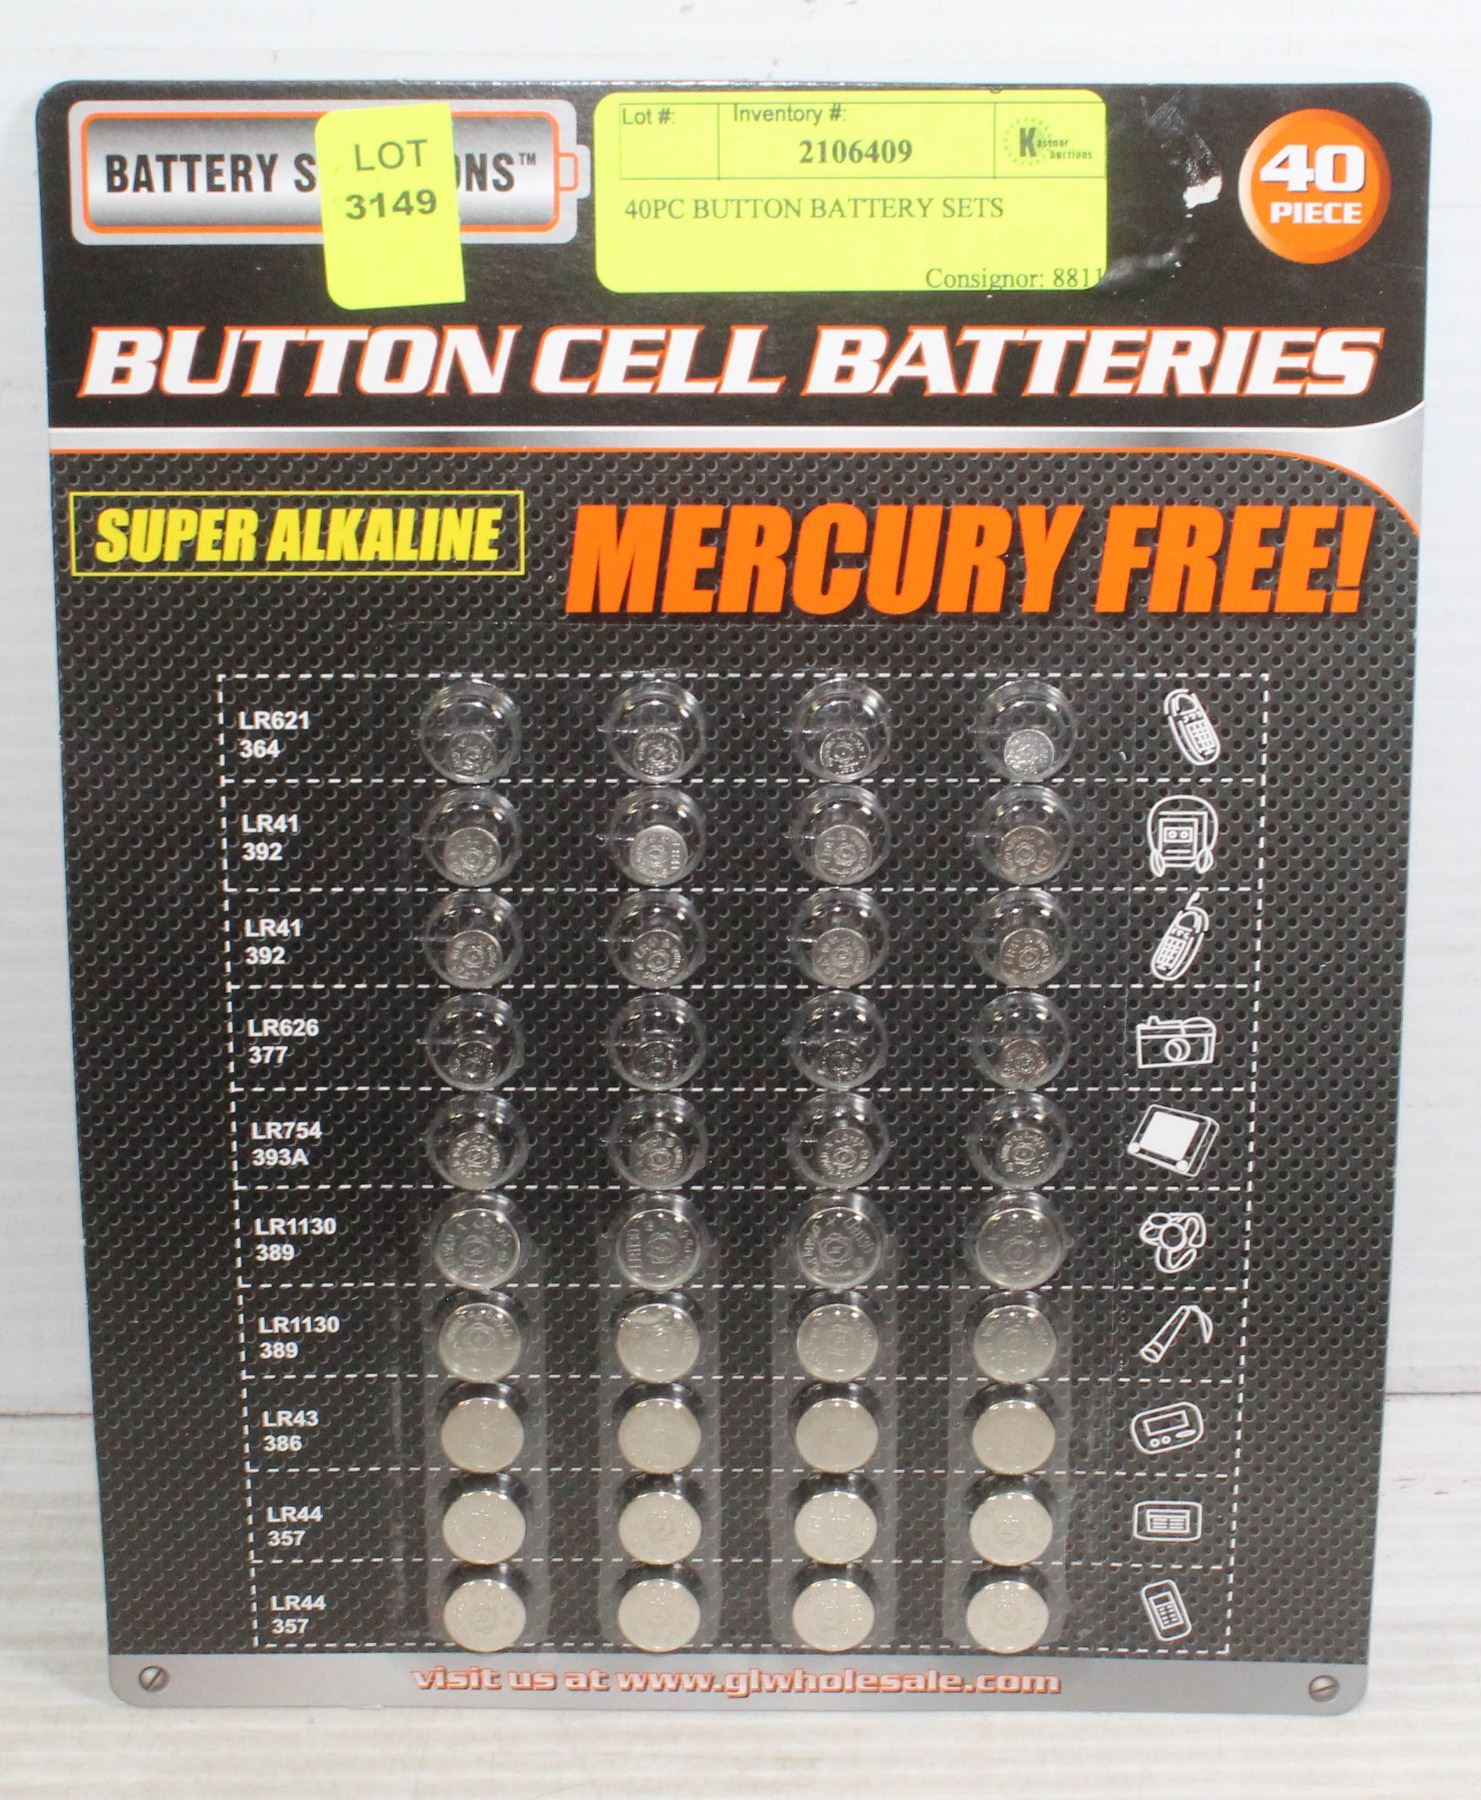 BATTERY S
ONS™
LOT
3149
Lot #:
Inventory #:
2106409
Kastner
Auctions
40PC BUTTON BATTERY SETS
Consignor: 8811
40
PIECE
BUTTON CELL BATTERIES
SUPER ALKALINE
MERCURY FREE!
LR621
364
LR41
392
LR41
392
LR626
377
LR754
393A
LR1130
389
LR1130
389
LR43
386
LR44
357
LR44
357
visit us at www.glwholesale.com